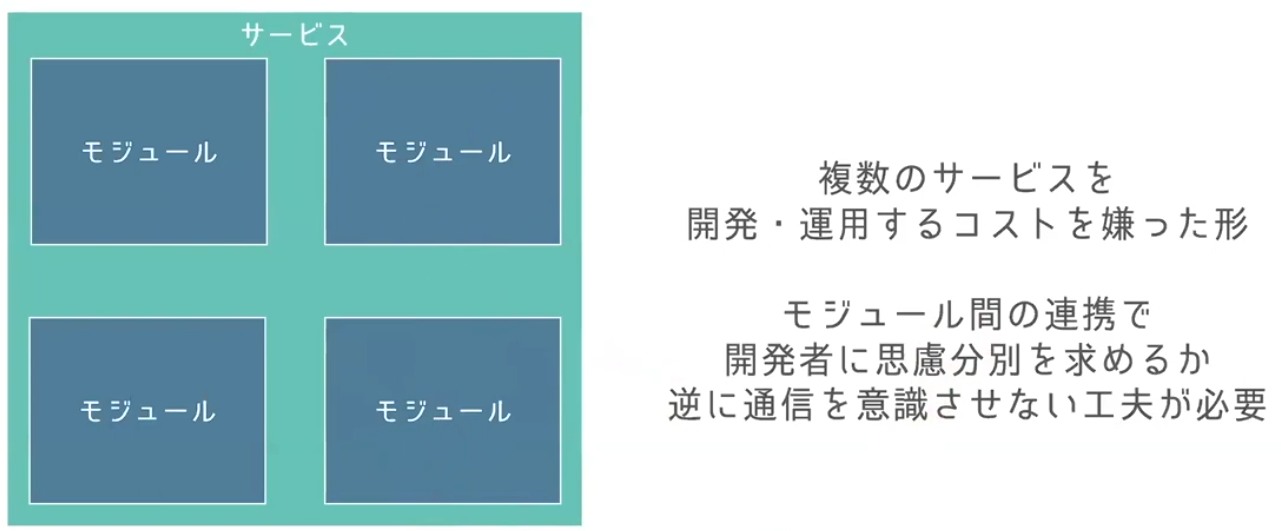 サービス
モジュール
モジュール
モジュール
モジュール
複数のサービスを
開発・運用するコストを嫌った形
モジュール間の連携で
開発者に思慮分別を求めるか
逆に通信を意識させない工夫が必要